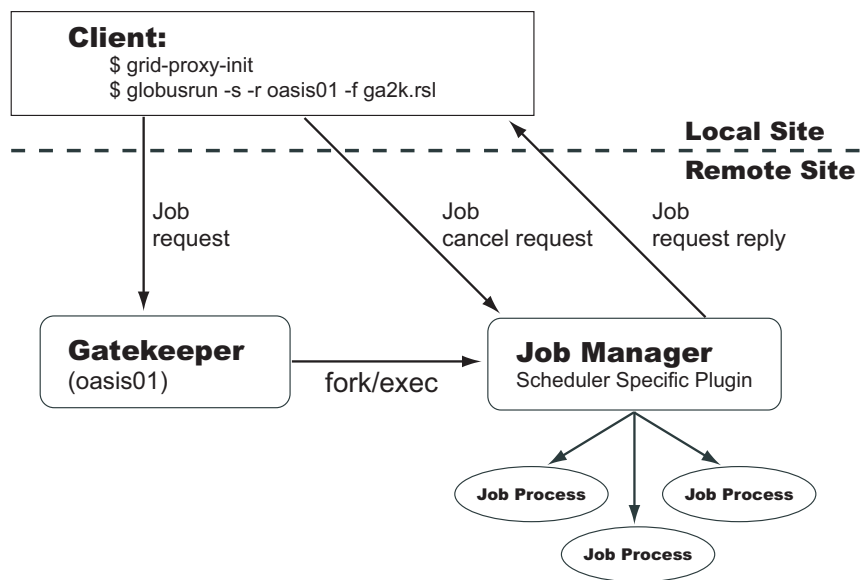 Client:
$ grid-proxy-init
$ globusrun -s -r oasis01 -f ga2k.rsl
Local Site
Remote Site
Job
request
Job
cancel request
Job
request reply
Gatekeeper
(oasis01)
fork/exec
Job Manager
Scheduler Specific Plugin
Job Process
Job Process
Job Process